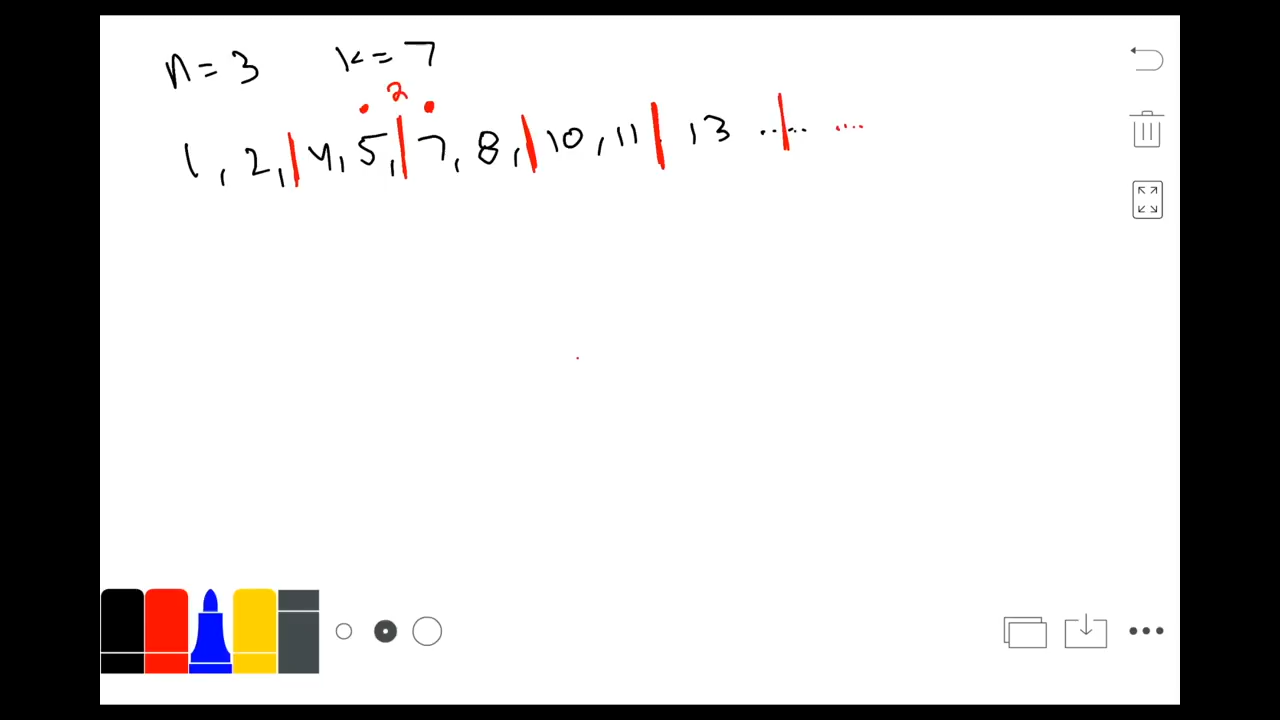 n = 3 k = 7
2
1, 2, | 4, 5, | 7, 8, | 10, 11 | 13 ..... | ....